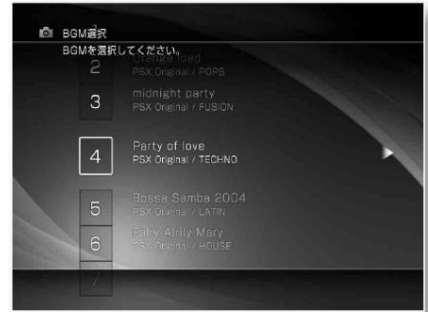 BGM選択
BGMを選択してください。
2
Orange load
PSX Original / POPS
3
midnight party
PSX Original / FUSION
4
Party of love
PSX Original / TECHNO
5
Bossa Samba 2004
PSX Original / LATIN
6
PSX Original / HOUSE
7